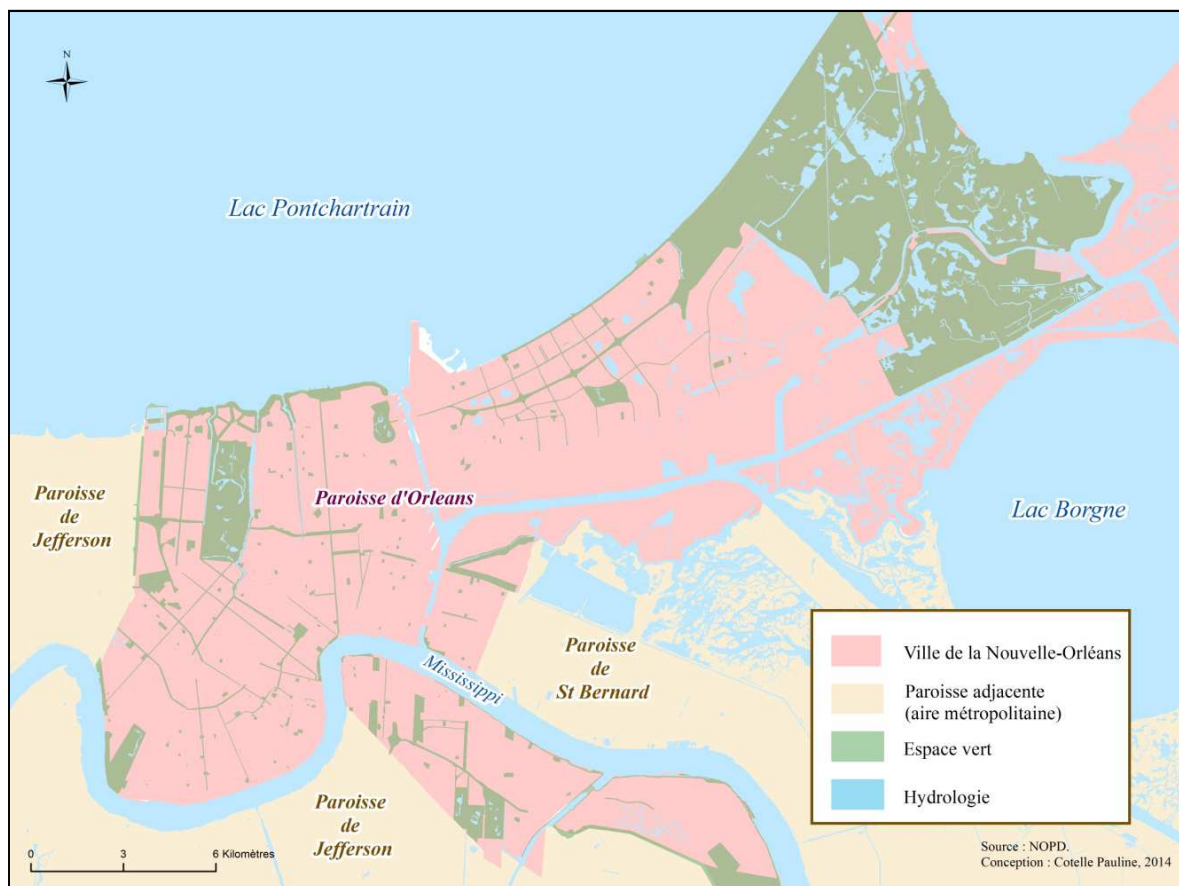 N
Lac Pontchartrain
Paroisse
de
Jefferson
Paroisse d'Orleans
Lac Borgne
Mississippi
Paroisse
de
St Bernard
Paroisse
de
Jefferson
Ville de la Nouvelle-Orléans
Paroisse adjacente
(aire métropolitaine)
Espace vert
Hydrologie
0 3 6 Kilomètres
Source : NOPD.
Conception : Cotelle Pauline, 2014